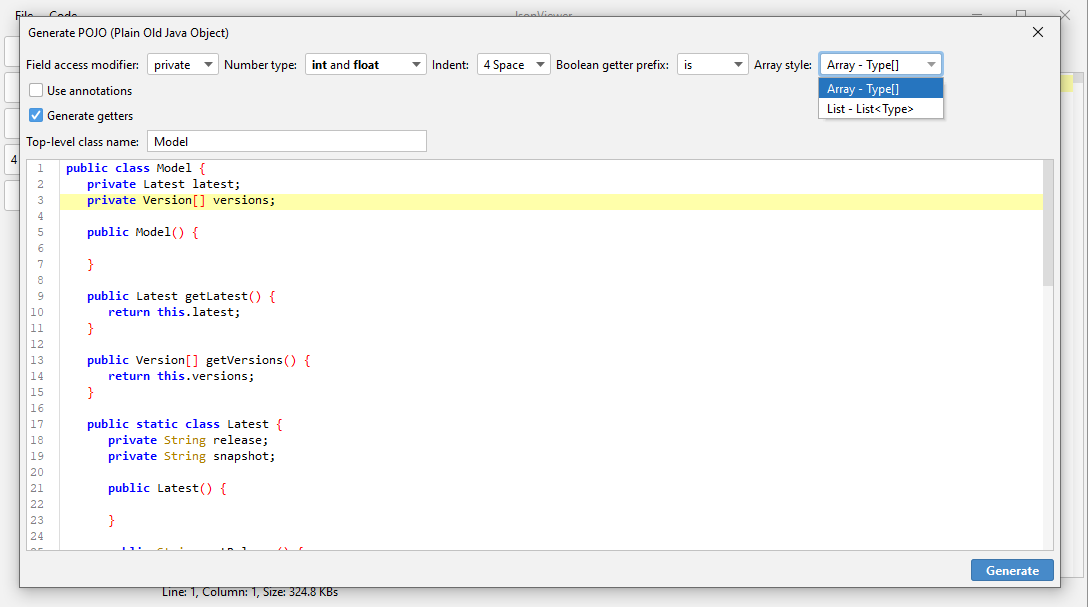 File Code JsonViewer
Generate POJO (Plain Old Java Object)
Field access modifier: private Number type: int and float Indent: 4 Space Boolean getter prefix: is Array style: Array - Type[]
Array - Type[]
List - List<Type>
Use annotations
Generate getters
Top-level class name: Model
4
1 public class Model {
2 private Latest latest;
3 private Version[] versions;
4
5 public Model() {
6
7 }
8
9 public Latest getLatest() {
10 return this.latest;
11 }
12
13 public Version[] getVersions() {
14 return this.versions;
15 }
16
17 public static class Latest {
18 private String release;
19 private String snapshot;
20
21 public Latest() {
22
23 }
24
Generate
Line: 1, Column: 1, Size: 324.8 KBs